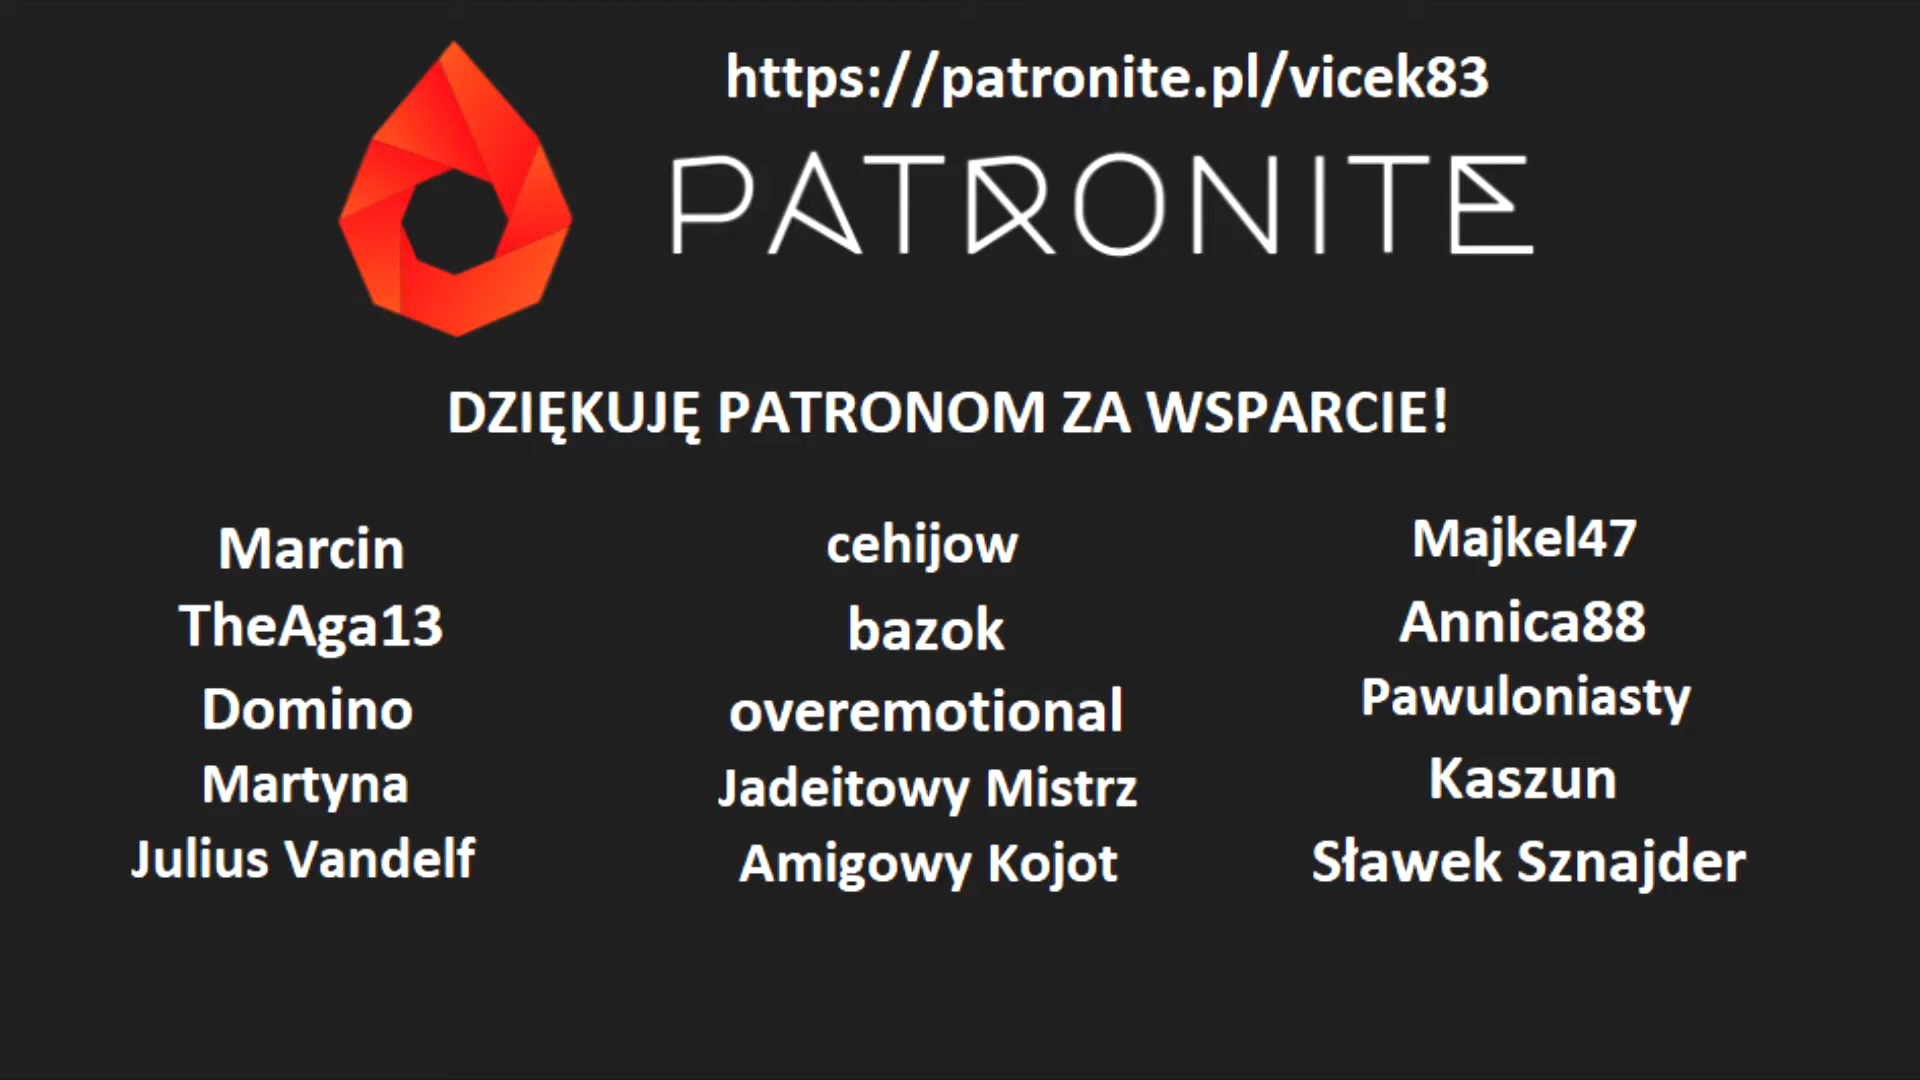 https://patronite.pl/vicek83
PATRONITE
DZIĘKUJĘ PATRONOM ZA WSPARCIE!
Marcin
TheAga13
Domino
Martyna
Julius Vandelf
cehijow
bazok
overemotional
Jadeitowy Mistrz
Amigowy Kojot
Majkel47
Annica88
Pawuloniasty
Kaszun
Sławek Sznajder